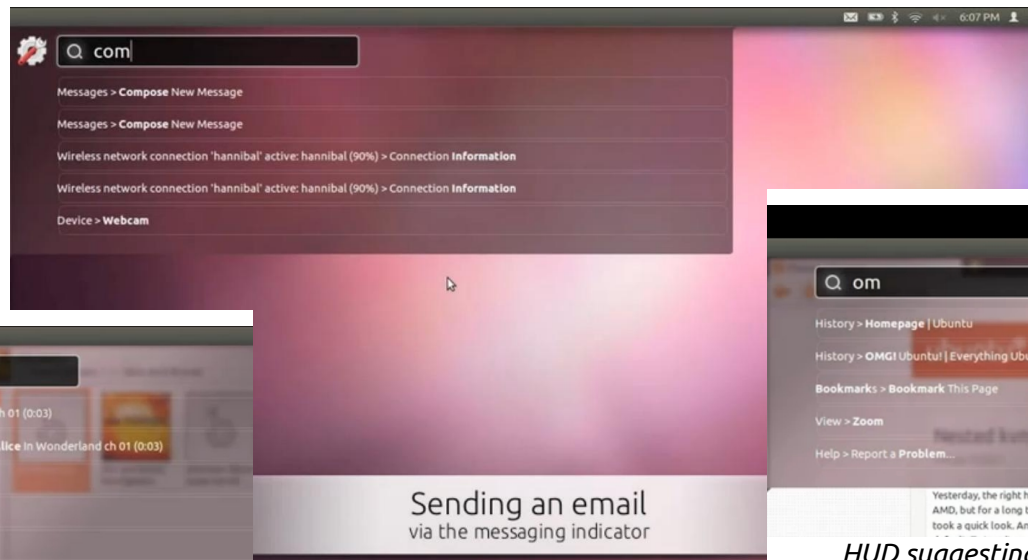 6:07 PM
com
Messages > Compose New Message
Messages > Compose New Message
Wireless network connection 'hannibal' active: hannibal (90%) > Connection Information
Wireless network connection 'hannibal' active: hannibal (90%) > Connection Information
Device > Webcam
om
History > Homepage | Ubuntu
History > OMG! Ubuntu! | Everything Ubu
Bookmarks > Bookmark This Page
View > Zoom
Help > Report a Problem...
Yesterday, the right h
AMD, but for a long t
took a quick look. An
HUD suggesting
h 01 (0:03)
lice In Wonderland ch 01 (0:03)
Sending an email
via the messaging indicator